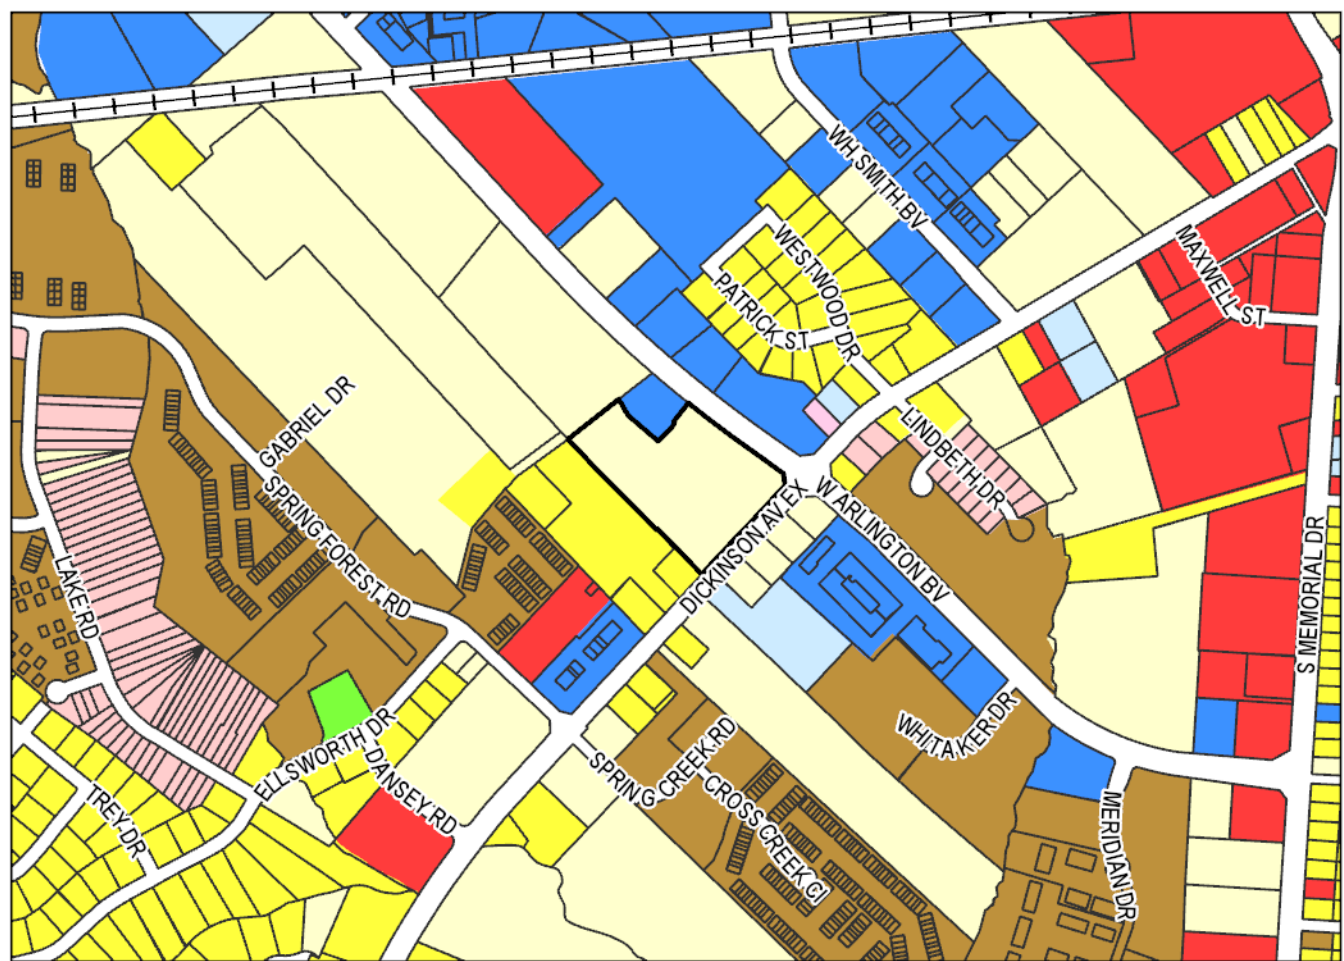 WH SMITH BV
WESTWOOD DR
PATRICK ST
MAXWELL ST
GABRIEL DR
LINDBETH DR
SPRING FOREST RD
W ARLINGTON BV
DICKINSON AV EX
LAKE RD
S MEMORIAL DR
WHITAKER DR
ELLSWORTH DR
DANSEY RD
SPRING CREEK RD
CROSS CREEK CI
TREY DR
MERIDIAN DR